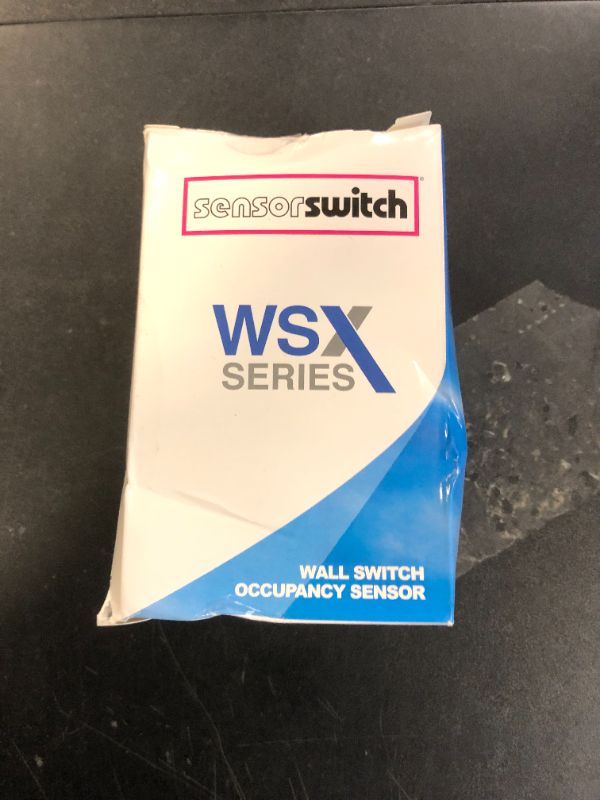 sensorswitch®
WSX
SERIES
WALL SWITCH
OCCUPANCY SENSOR